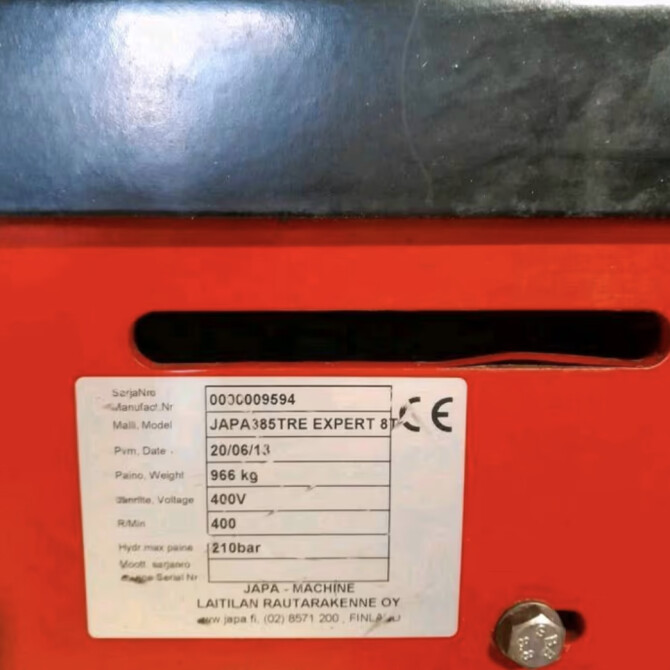 SarjaNro
Manufact.Nr 0000009594
Malli, Model JAPA385TRE EXPERT 8T
CE
Pvm. Date 20/06/13
Paino, Weight 966 kg
Voltage 400V
R/Min 400
Hydr.max paine 210bar
Moott. sarjanro
Serial Nr
JAPA - MACHINE
LAITILAN RAUTARAKENNE OY
www.japa.fi, (02) 8571 200 , FINLAND
8.8